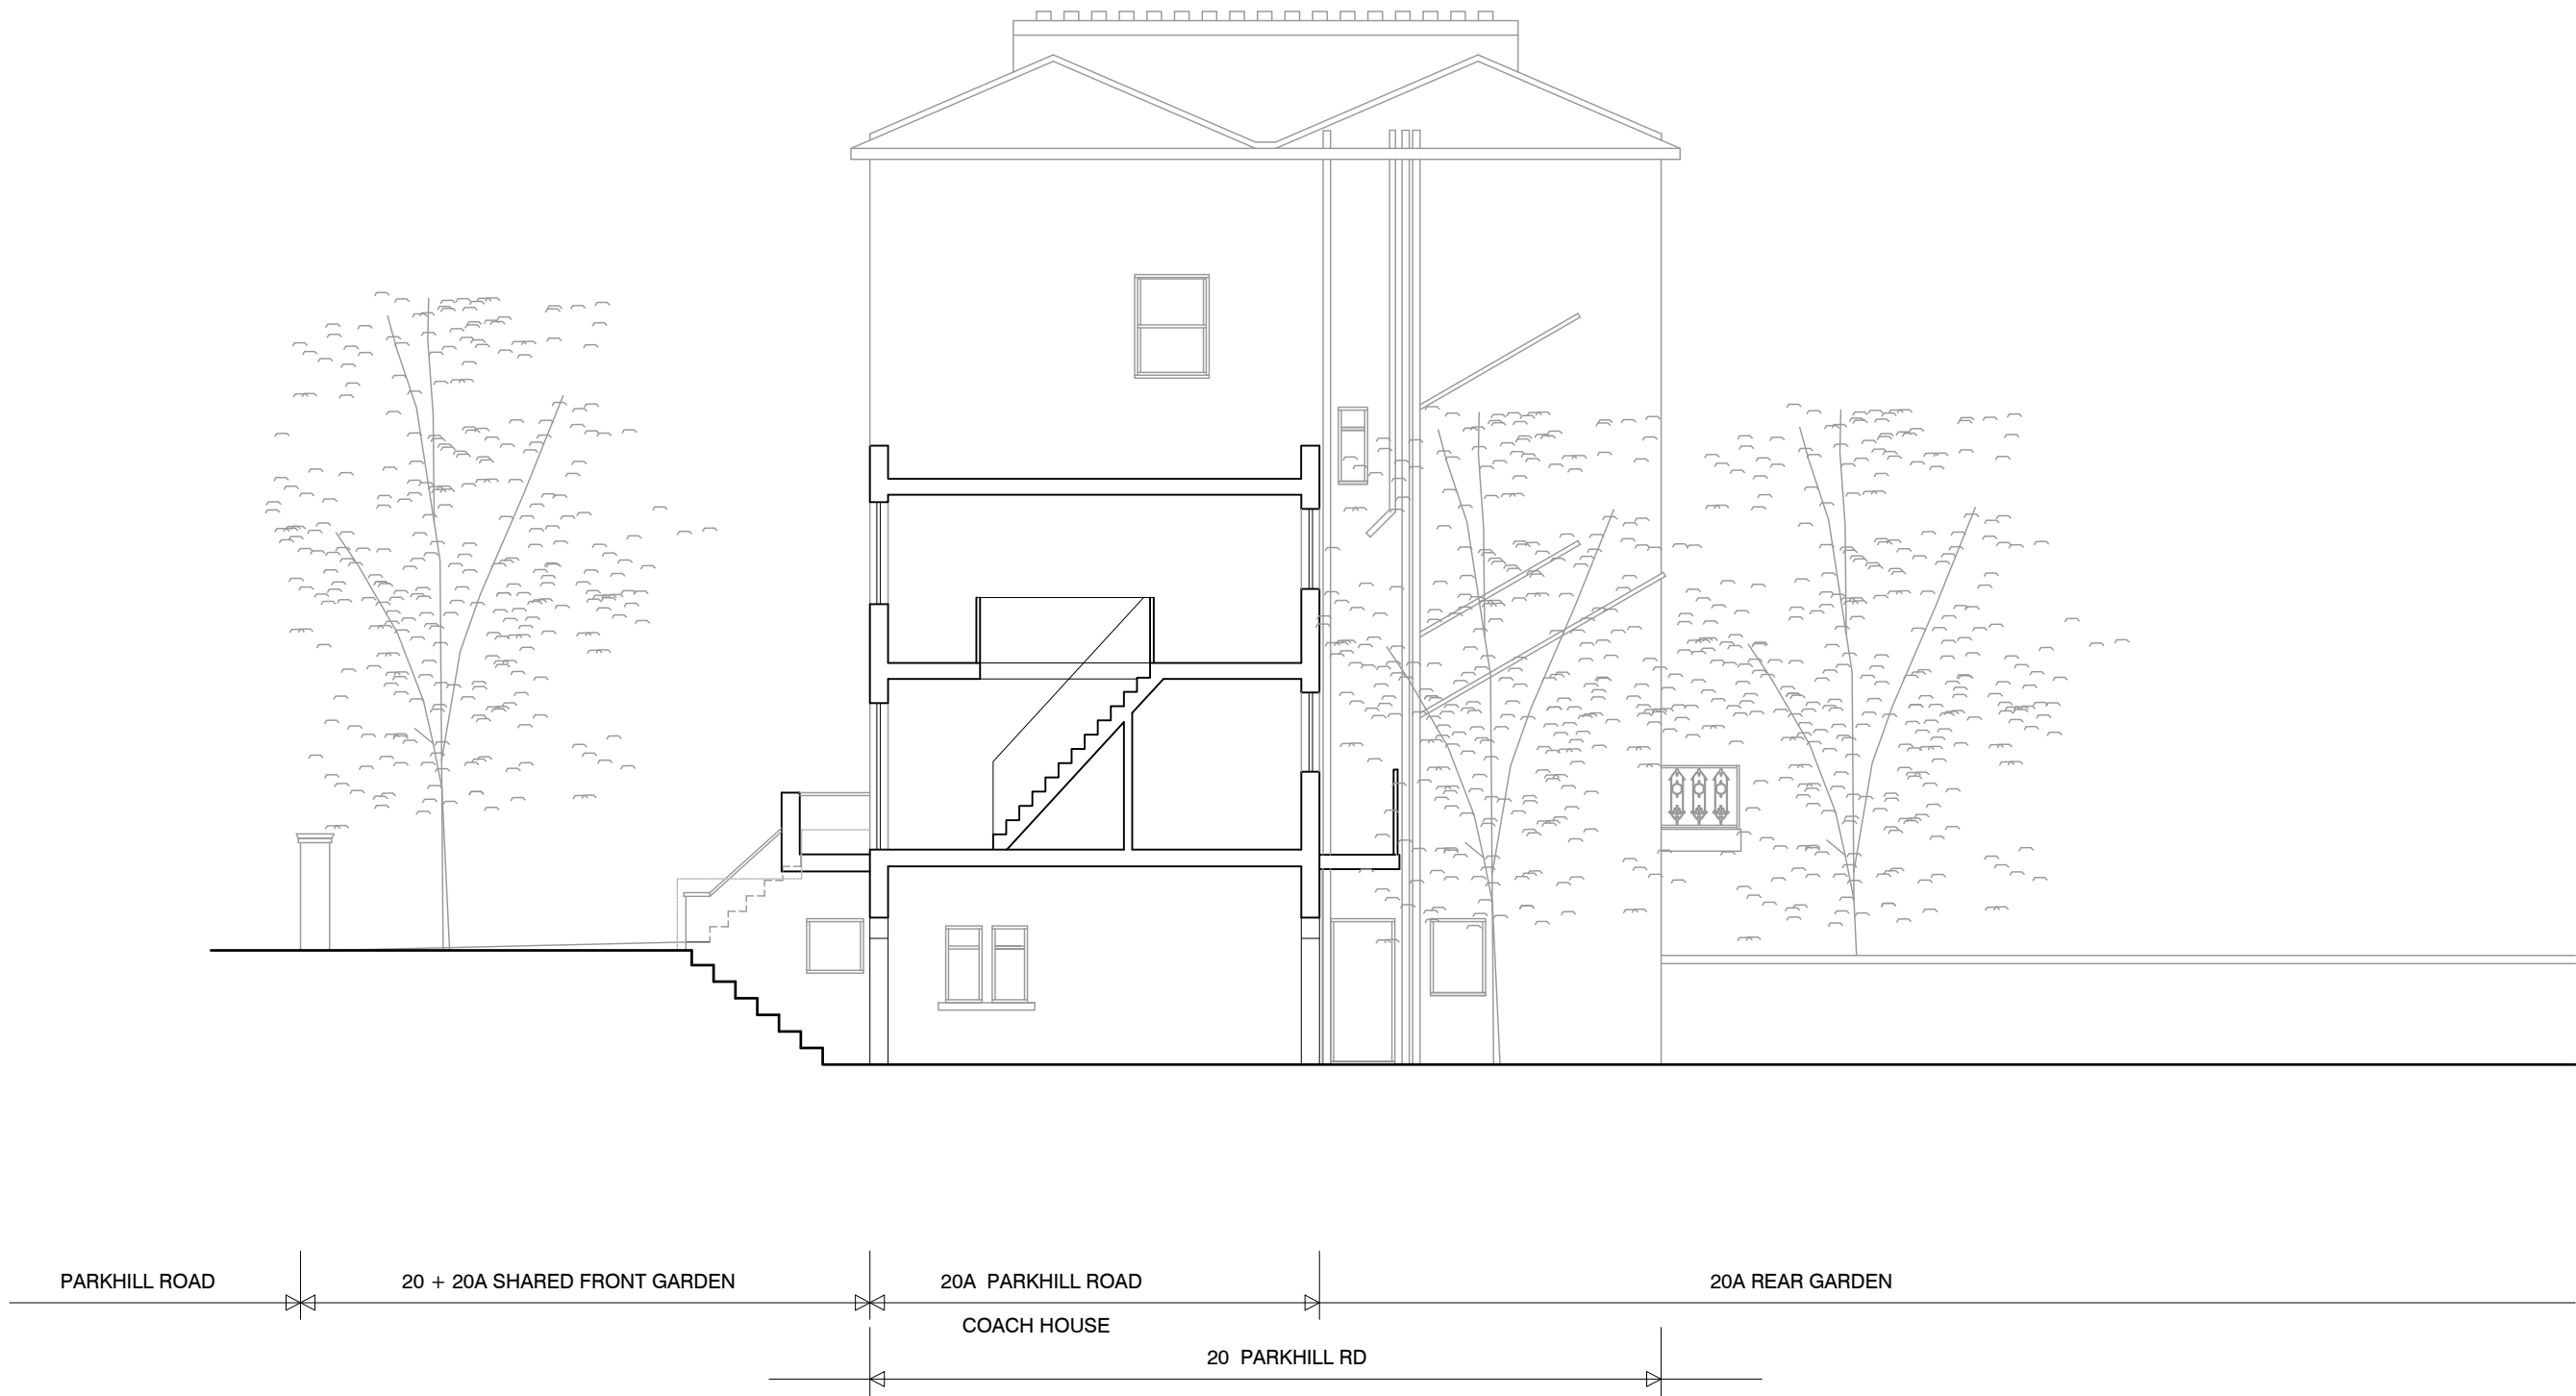 PARKHILL ROAD
20 + 20A SHARED FRONT GARDEN
20A PARKHILL ROAD
COACH HOUSE
20A REAR GARDEN
20 PARKHILL RD